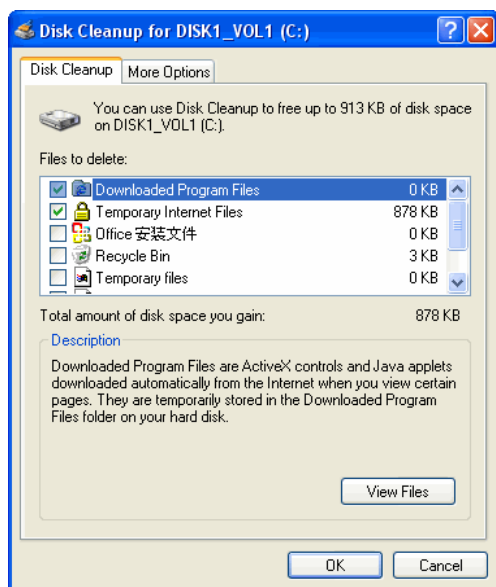 Disk Cleanup for DISK1_VOL1 (C:)
Disk Cleanup
More Options
You can use Disk Cleanup to free up to 913 KB of disk space
on DISK1_VOL1 (C:).
Files to delete:
Downloaded Program Files 0 KB
Temporary Internet Files 878 KB
Office 安装文件 0 KB
Recycle Bin 3 KB
Temporary files 0 KB
Total amount of disk space you gain: 878 KB
Description
Downloaded Program Files are ActiveX controls and Java applets
downloaded automatically from the Internet when you view certain
pages. They are temporarily stored in the Downloaded Program
Files folder on your hard disk.
View Files
OK
Cancel